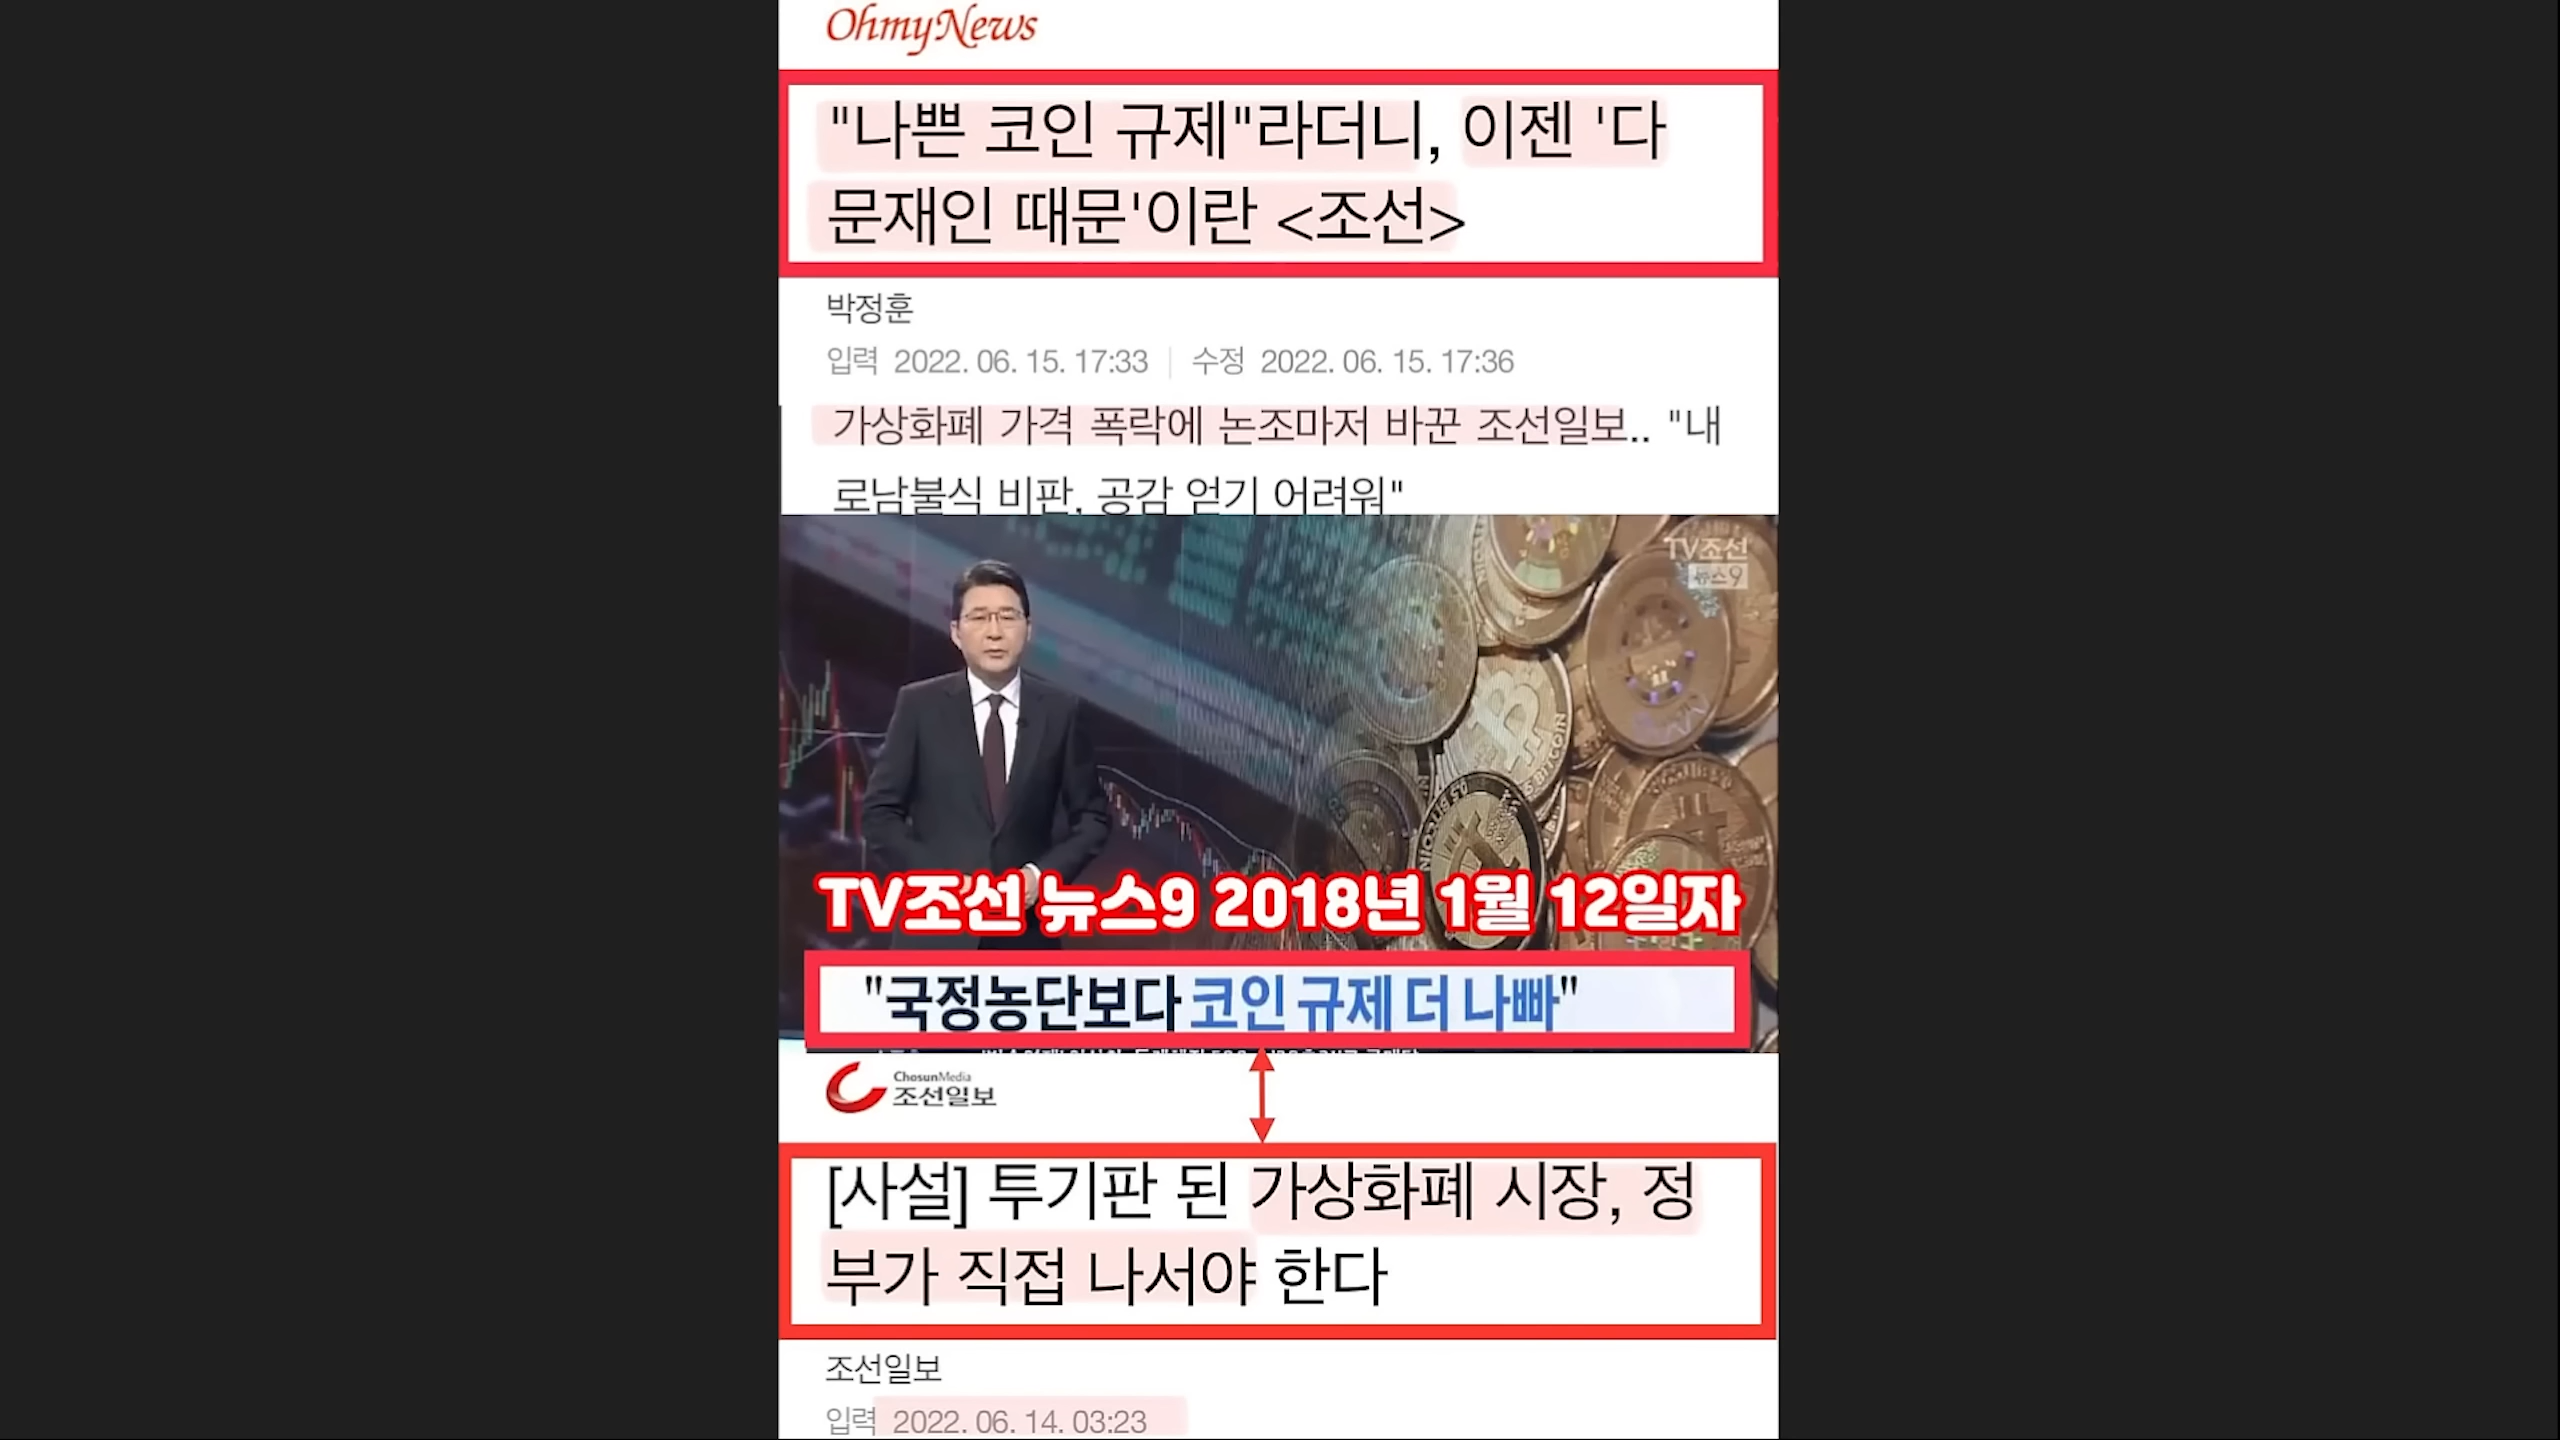 OhmyNews
"나쁜 코인 규제"라더니, 이젠 '다
문재인 때문'이란 <조선>
박정훈
입력 2022. 06. 15. 17:33 수정 2022. 06. 15. 17:36
가상화폐 가격 폭락에 논조마저 바꾼 조선일보.. "내
로남불식 비판, 공감 얻기 어려워"
TV조선
뉴스9
TV조선 뉴스9 2018년 1월 12일자
"국정농단보다 코인 규제 더 나빠"
ChosunMedia
조선일보
[사설] 투기판 된 가상화폐 시장, 정
부가 직접 나서야 한다
조선일보
입력 2022. 06. 14. 03:23